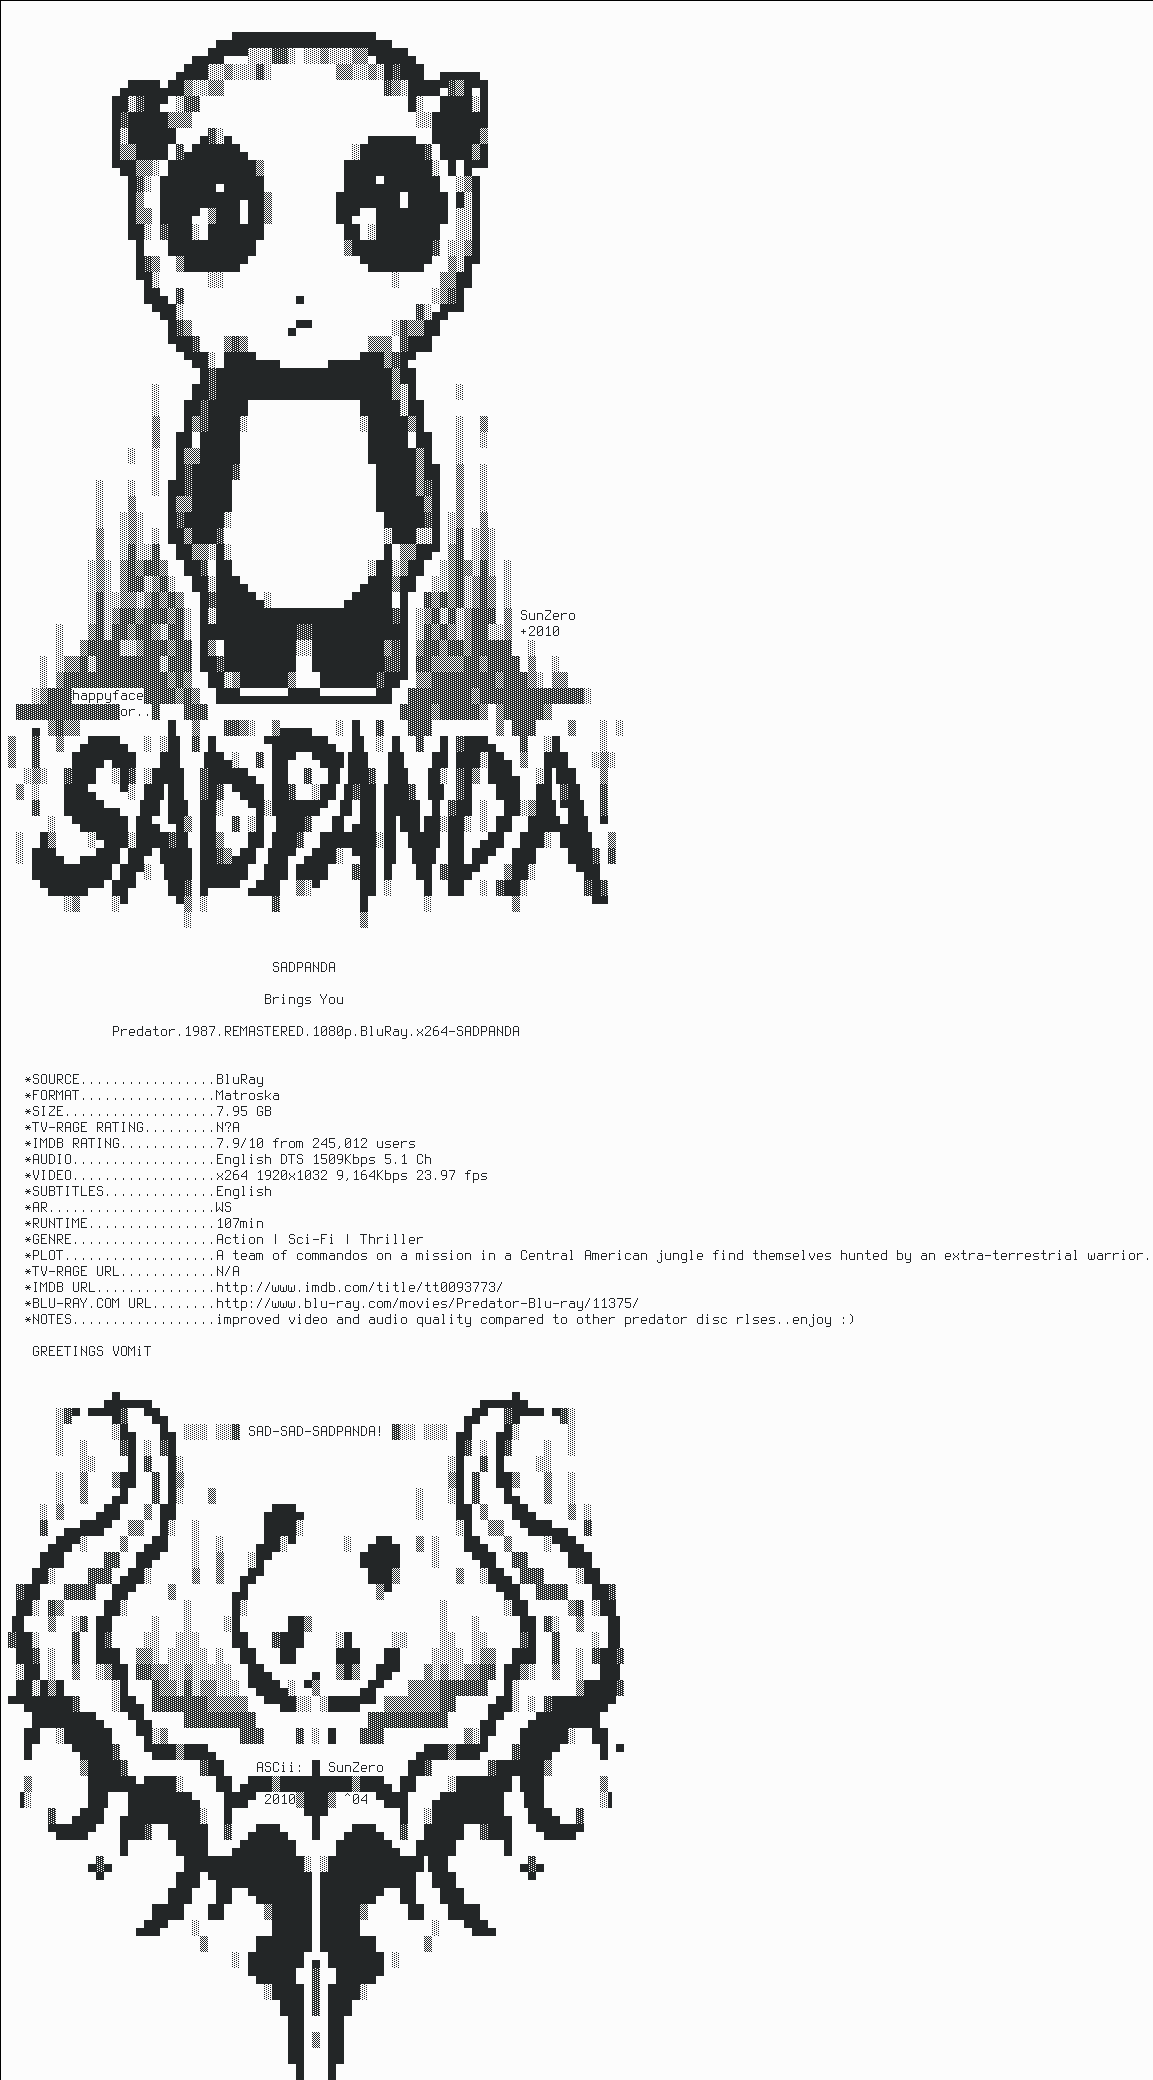 SunZero
+2010
happyface
or..
SADPANDA
SADPANDA
Brings You
Predator.1987.REMASTERED.1080p.BluRay.x264-SADPANDA
*SOURCE.................BluRay
*FORMAT.................Matroska
*SIZE...................7.95 GB
*TV-RAGE RATING.........N?A
*IMDB RATING............7.9/10 from 245,012 users
*AUDIO..................English DTS 1509Kbps 5.1 Ch
*VIDEO..................x264 1920x1032 9,164Kbps 23.97 fps
*SUBTITLES..............English
*AR.....................WS
*RUNTIME................107min
*GENRE..................Action | Sci-Fi | Thriller
*PLOT...................A team of commandos on a mission in a Central American jungle find themselves hunted by an extra-terrestrial warrior.
*TV-RAGE URL............N/A
*IMDB URL...............http://www.imdb.com/title/tt0093773/
*BLU-RAY.COM URL........http://www.blu-ray.com/movies/Predator-Blu-ray/11375/
*NOTES..................improved video and audio quality compared to other predator disc rlses..enjoy :)
GREETINGS VOMiT
SAD-SAD-SADPANDA!
ASCii: SunZero
2010 ^04